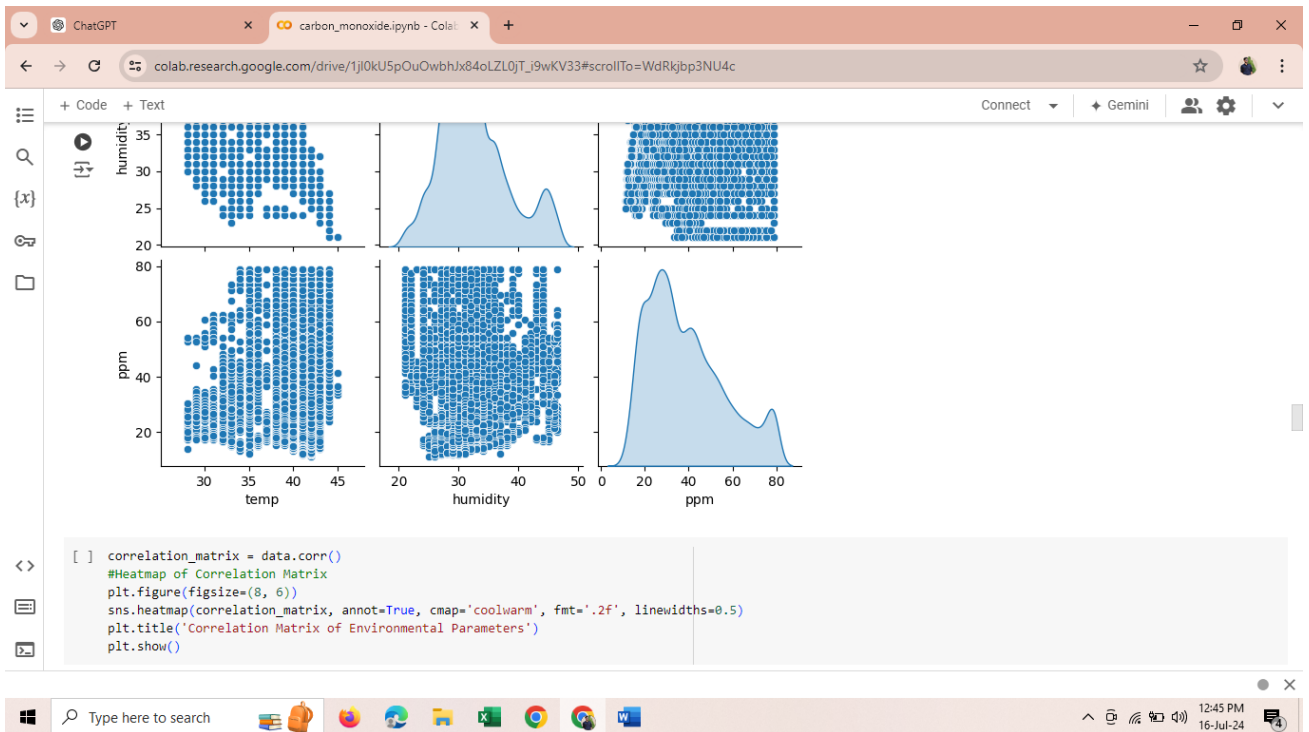 ChatGPT
carbon_monoxide.ipynb - Colab
colab.research.google.com/drive/1jl0kU5pOuOwbhJx84oLZL0jT_i9wKV33#scrollTo=WdRkjbp3NU4c
+ Code + Text
Connect
Gemini
humidity
35
30
25
20
{x}
ppm
80
60
40
20
30 35 40 45
temp
20 30 40 50
humidity
0 20 40 60 80
ppm
[ ] correlation_matrix = data.corr()
#Heatmap of Correlation Matrix
plt.figure(figsize=(8, 6))
sns.heatmap(correlation_matrix, annot=True, cmap='coolwarm', fmt='.2f', linewidths=0.5)
plt.title('Correlation Matrix of Environmental Parameters')
plt.show()
Type here to search
12:45 PM
16-Jul-24
4